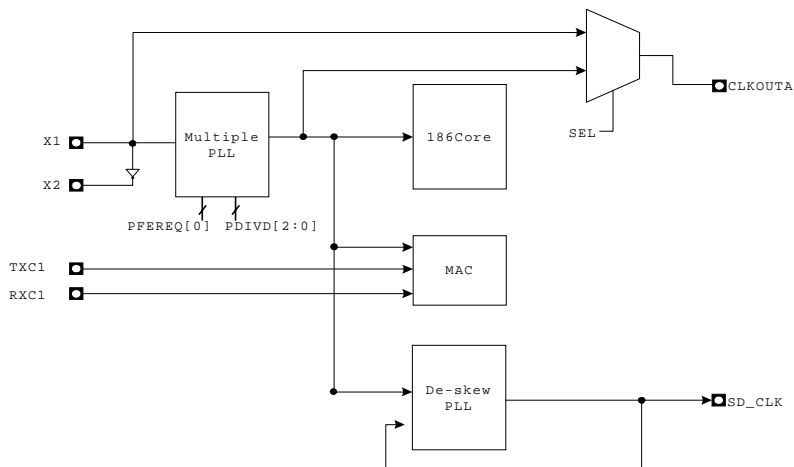 CLKOUTA
SEL
X1
Multiple
PLL
186Core
X2
PFEREQ[0] PDIVD[2:0]
TXC1
MAC
RXC1
De-skew
PLL
SD_CLK